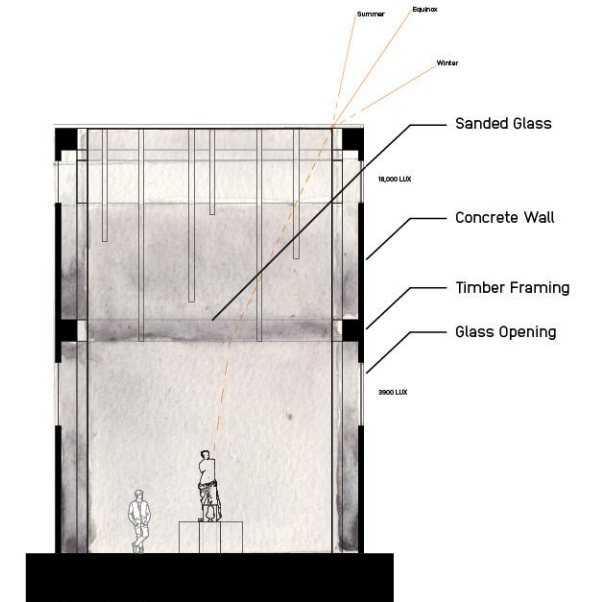 Summer
Equinox
Winter
Sanded Glass
18,000 LUX
Concrete Wall
Timber Framing
Glass Opening
3900 LUX